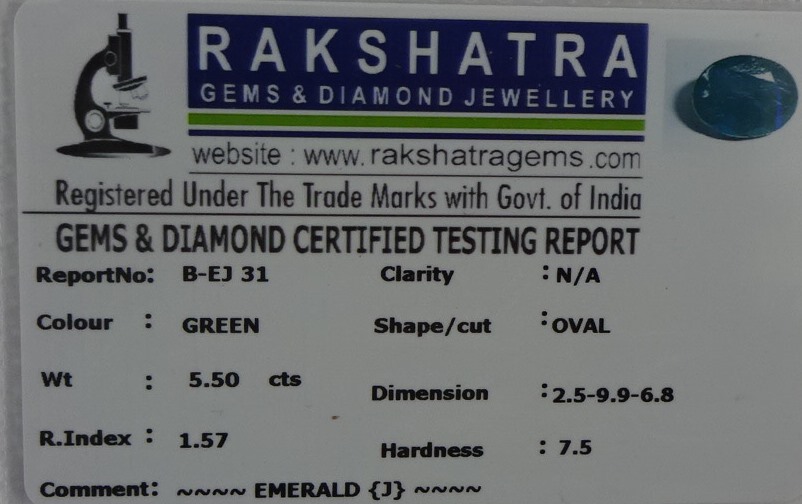 RAKSHATRA
GEMS & DIAMOND JEWELLERY
website : www.rakshatragems.com
Registered Under The Trade Marks with Govt. of India
GEMS & DIAMOND CERTIFIED TESTING REPORT
ReportNo: B-EJ 31 Clarity : N/A
Colour : GREEN Shape/cut : OVAL
Wt : 5.50 cts Dimension : 2.5-9.9-6.8
R.Index : 1.57 Hardness : 7.5
Comment: ~~~~ EMERALD {J} ~~~~